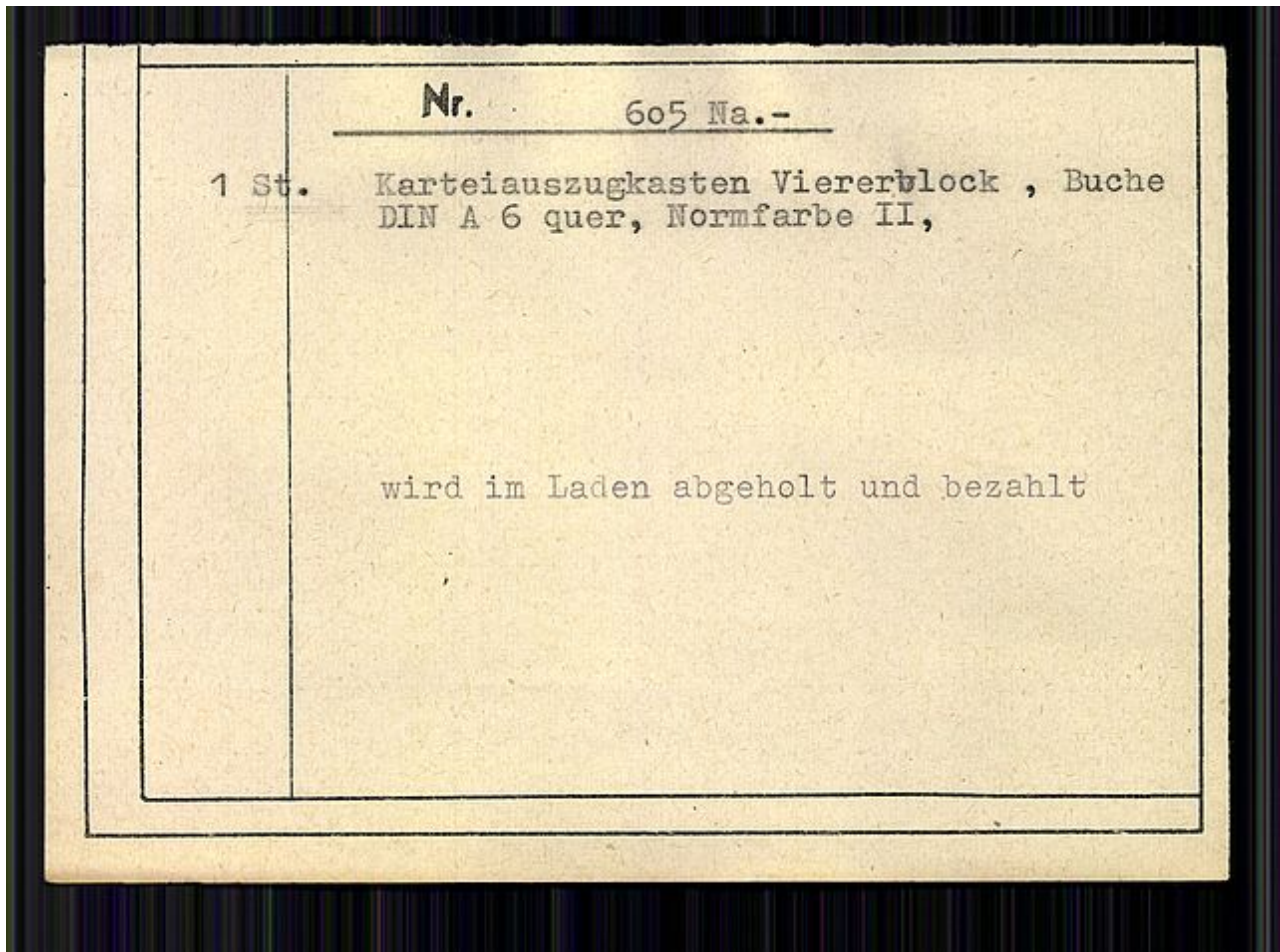 Nr. 605 Na.-
1 St. Karteiauszugkasten Viererblock , Buche
DIN A 6 quer, Normfarbe II,
wird im Laden abgeholt und bezahlt